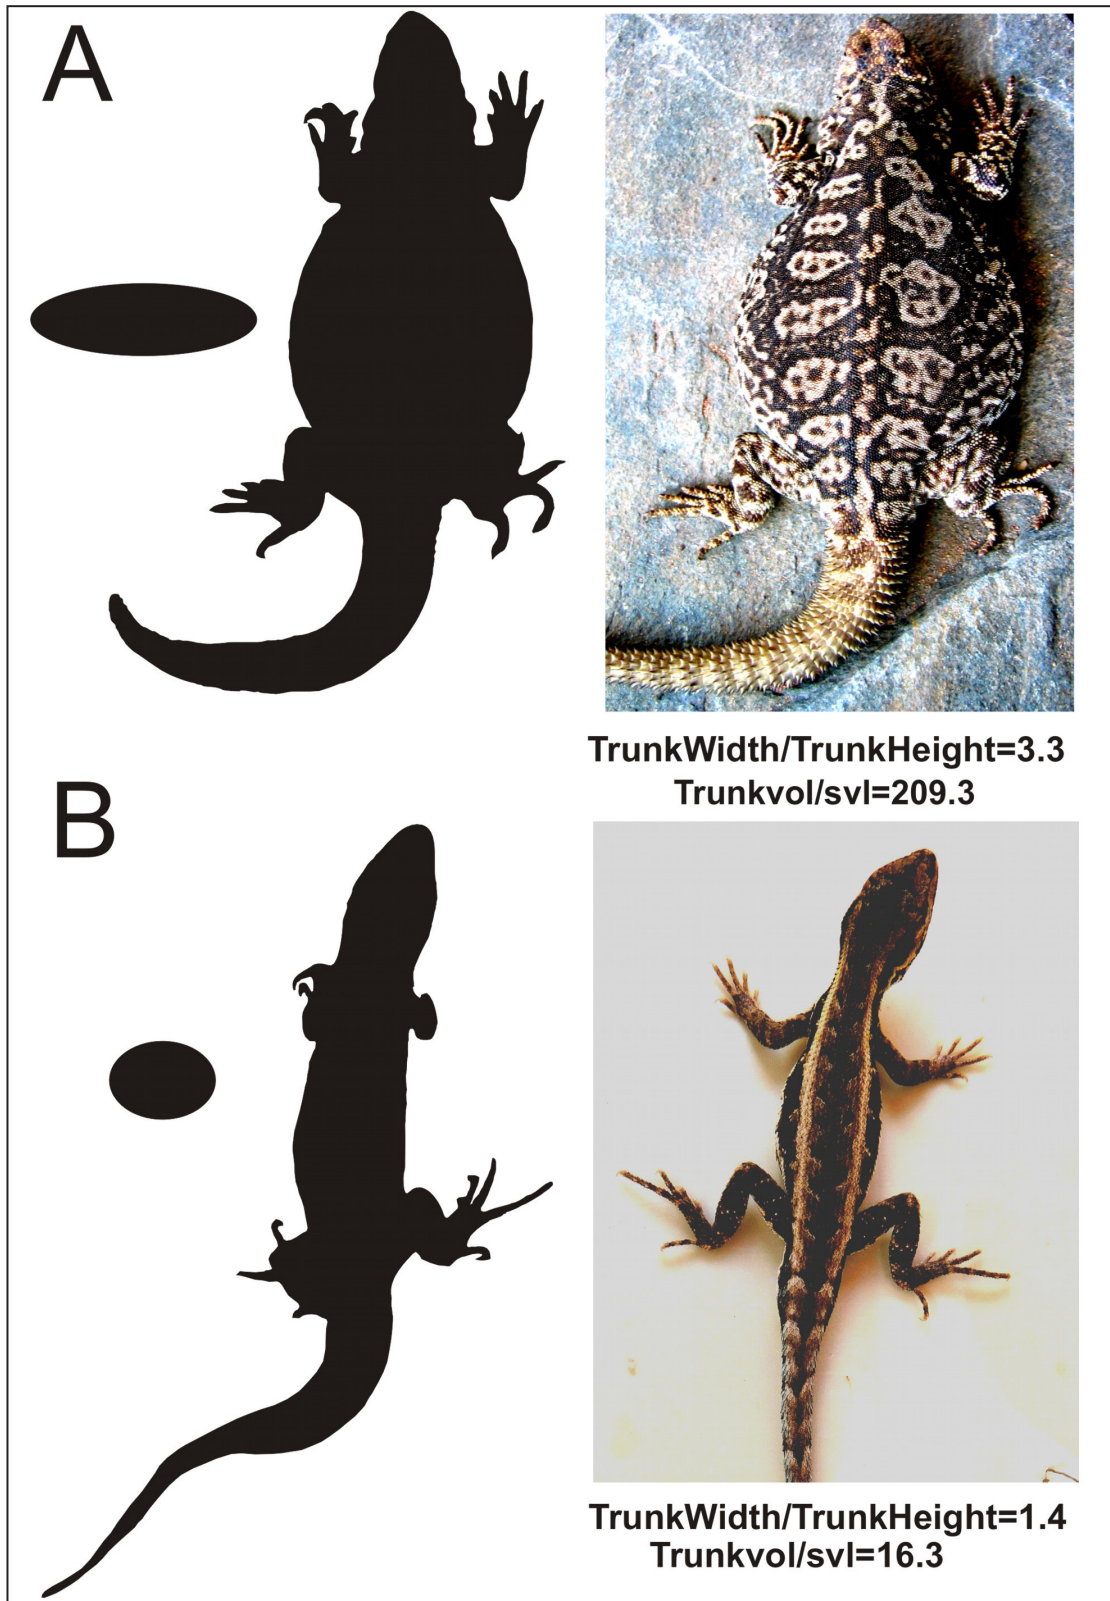 A
TrunkWidth/TrunkHeight=3.3
Trunkvol/svl=209.3
B
TrunkWidth/TrunkHeight=1.4
Trunkvol/svl=16.3